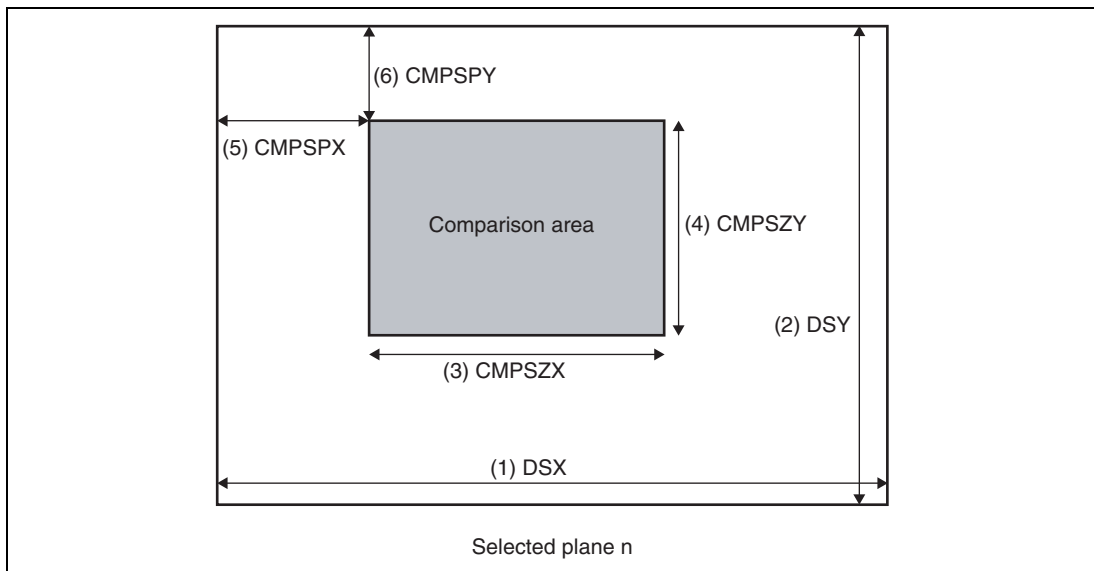 (6) CMPSPY
(5) CMPSPX
Comparison area
(4) CMPSZY
(2) DSY
(3) CMPSZX
(1) DSX
Selected plane n